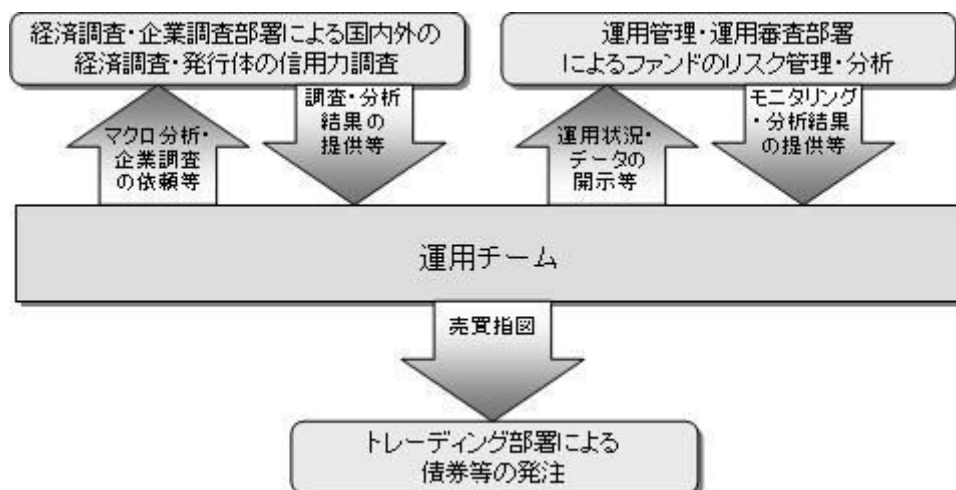 経済調査・企業調査部署による国内外の
経済調査・発行体の信用力調査
運用管理・運用審査部署
によるファンドのリスク管理・分析
マクロ分析・
企業調査
の依頼等
調査・分析
結果の
提供等
運用状況・
データの
開示等
モニタリング
・分析結果
の提供等
運用チーム
売買指図
トレーディング部署による
債券等の発注